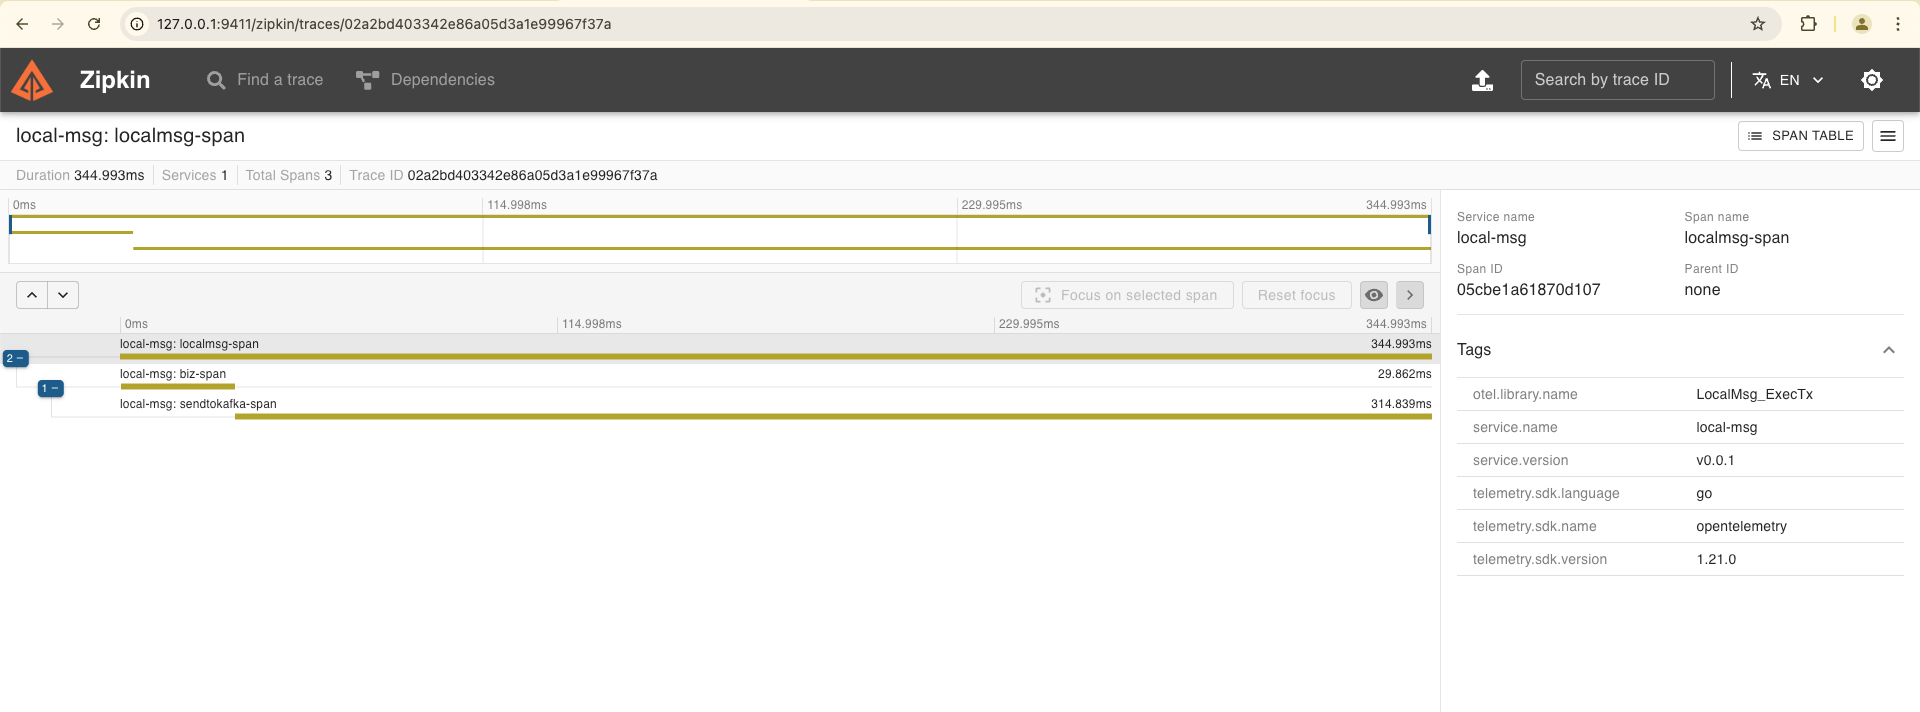 127.0.0.1:9411/zipkin/traces/02a2bd403342e86a05d3a1e99967f37a
Zipkin Find a trace Dependencies Search by trace ID EN
local-msg: localmsg-span SPAN TABLE
Duration 344.993ms Services 1 Total Spans 3 Trace ID 02a2bd403342e86a05d3a1e99967f37a
0ms 114.998ms 229.995ms 344.993ms
Focus on selected span Reset focus
0ms 114.998ms 229.995ms 344.993ms
local-msg: localmsg-span 344.993ms
2 −
local-msg: biz-span 29.862ms
1 −
local-msg: sendtokafka-span 314.839ms
Service name Span name
local-msg localmsg-span
Span ID Parent ID
05cbe1a61870d107 none
Tags
otel.library.name LocalMsg_ExecTx
service.name local-msg
service.version v0.0.1
telemetry.sdk.language go
telemetry.sdk.name opentelemetry
telemetry.sdk.version 1.21.0